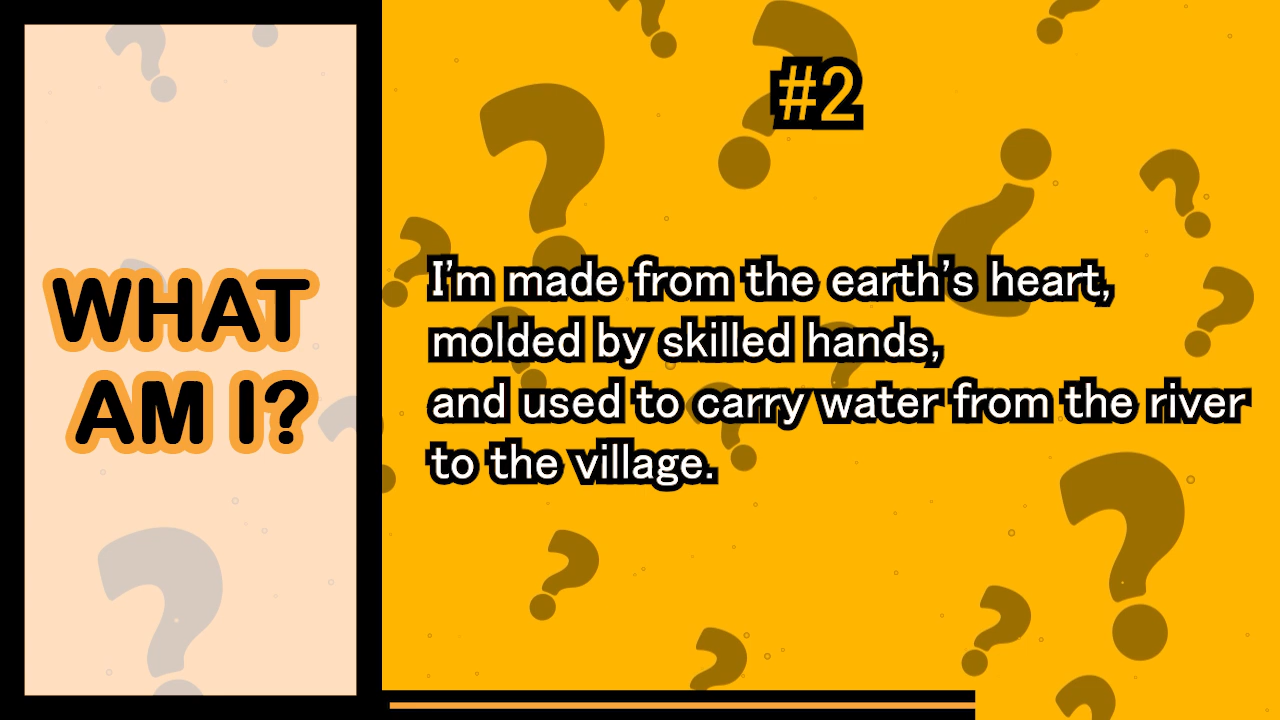 WHAT
AM I?
#2
I'm made from the earth's heart,
molded by skilled hands,
and used to carry water from the river
to the village.